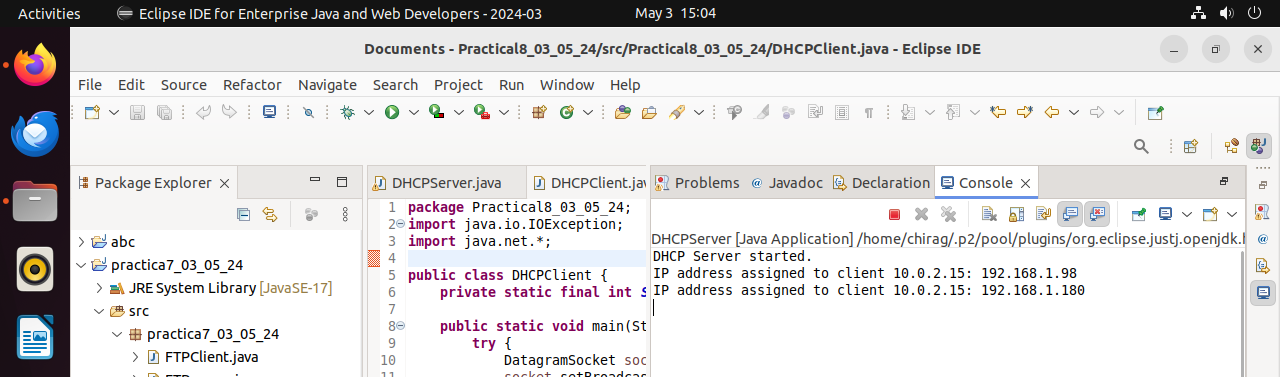 Activities Eclipse IDE for Enterprise Java and Web Developers - 2024-03 May 3 15:04
Documents - Practical8_03_05_24/src/Practical8_03_05_24/DHCPClient.java - Eclipse IDE
File Edit Source Refactor Navigate Search Project Run Window Help
Package Explorer
abc
practica7_03_05_24
JRE System Library [JavaSE-17]
src
practica7_03_05_24
FTPClient.java
DHCPServer.java DHCPClient.jav
1 package Practical8_03_05_24;
2 import java.io.IOException;
3 import java.net.*;
4
5 public class DHCPClient {
6 private static final int S
7
8 public static void main(St
9 try {
10 DatagramSocket soc
11 socket.setBroadcas
Problems Javadoc Declaration Console
DHCPServer [Java Application] /home/chirag/.p2/pool/plugins/org.eclipse.justj.openjdk.h
DHCP Server started.
IP address assigned to client 10.0.2.15: 192.168.1.98
IP address assigned to client 10.0.2.15: 192.168.1.180